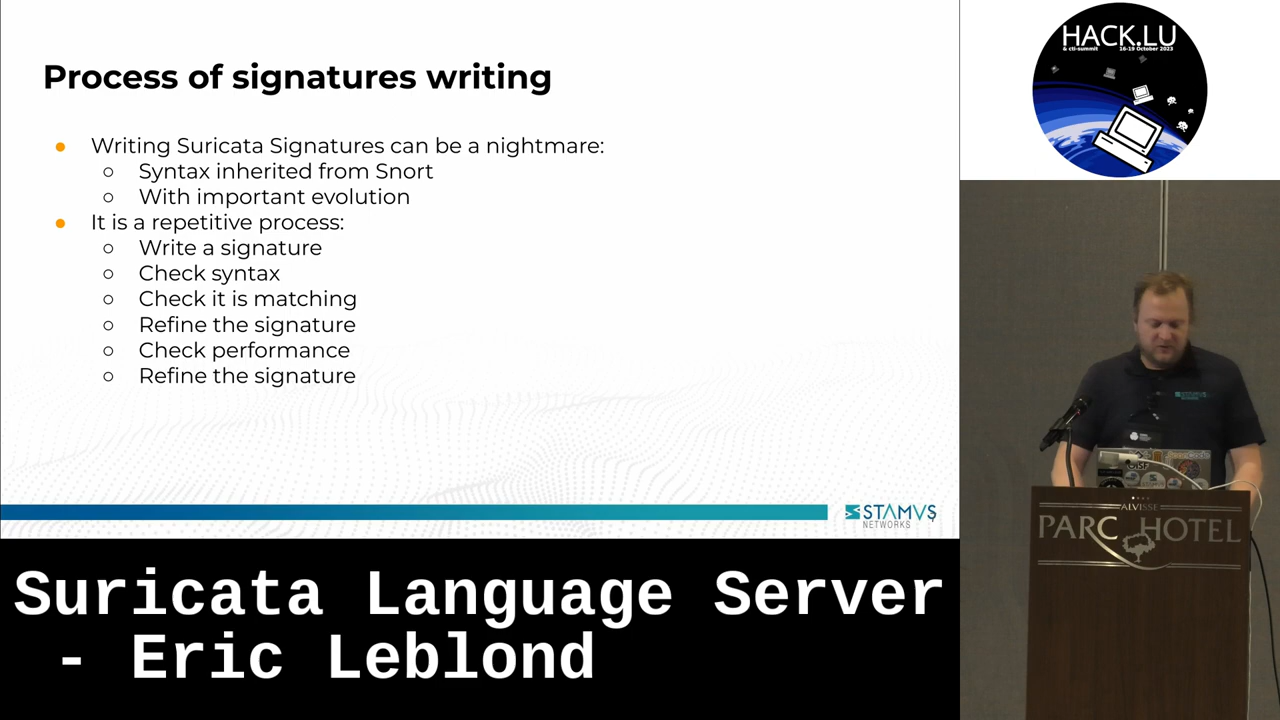 Process of signatures writing
● Writing Suricata Signatures can be a nightmare:
○ Syntax inherited from Snort
○ With important evolution
● It is a repetitive process:
○ Write a signature
○ Check syntax
○ Check it is matching
○ Refine the signature
○ Check performance
○ Refine the signature
STAMVS
NETWORKS
Suricata Language Server
- Eric Leblond
HACK.LU
& cti-summit 16-19 October 2023
ALVISSE
PARC HOTEL